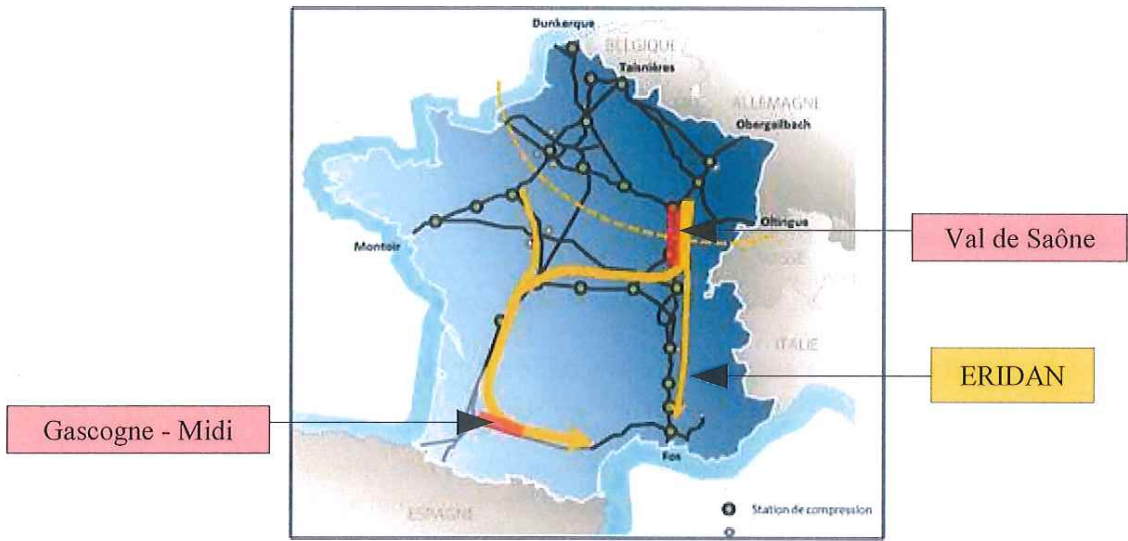 Dunkerque
BELGIQUE
Taisnières
ALLEMAGNE
Obergailbach
Oltingue
Val de Saône
Montoir
SUISSE
ITALIE
ERIDAN
Gascogne - Midi
Fos
ESPAGNE
Station de compression